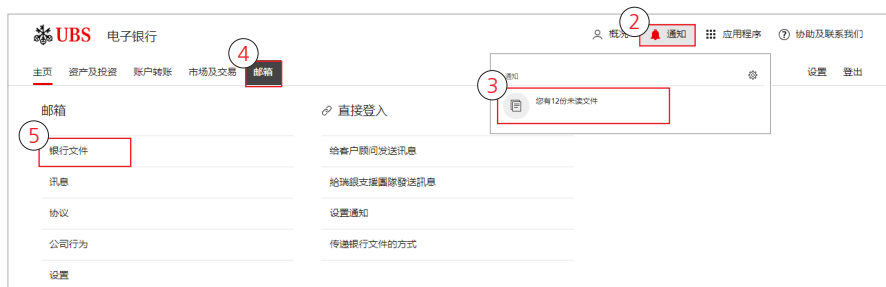 UBS 电子银行
2
概况 通知 应用程序 ? 协助及联系我们
4
主页 资产及投资 账户转账 市场及交易 邮箱
设置 登出
通知
3
您有12份未读文件
邮箱
直接登入
5
银行文件
给客户顾问发送讯息
讯息
給瑞銀支援團隊發送訊息
协议
设置通知
公司行为
传递银行文件的方式
设置